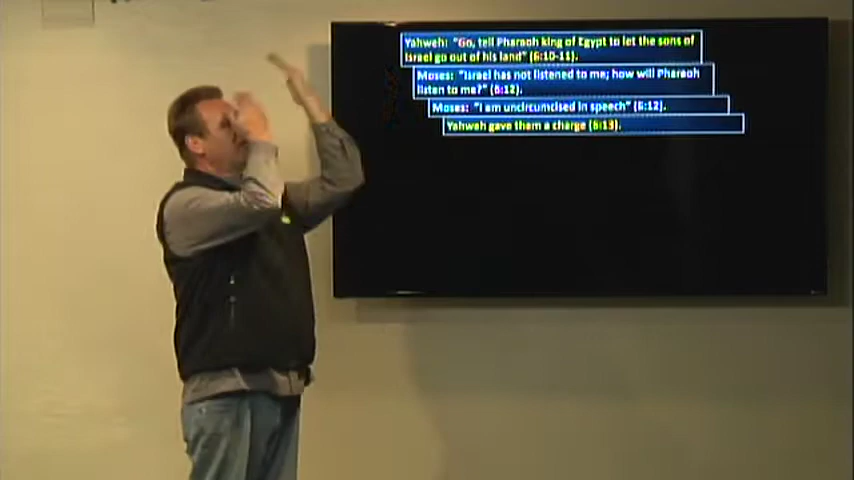 Yahweh: "Go, tell Pharaoh king of Egypt to let the sons of
Israel go out of his land" (6:10-11).
Moses: "Israel has not listened to me; how will Pharaoh
listen to me?" (6:12).
Moses: "I am uncircumcised in speech" (6:12).
Yahweh gave them a charge (6:13).